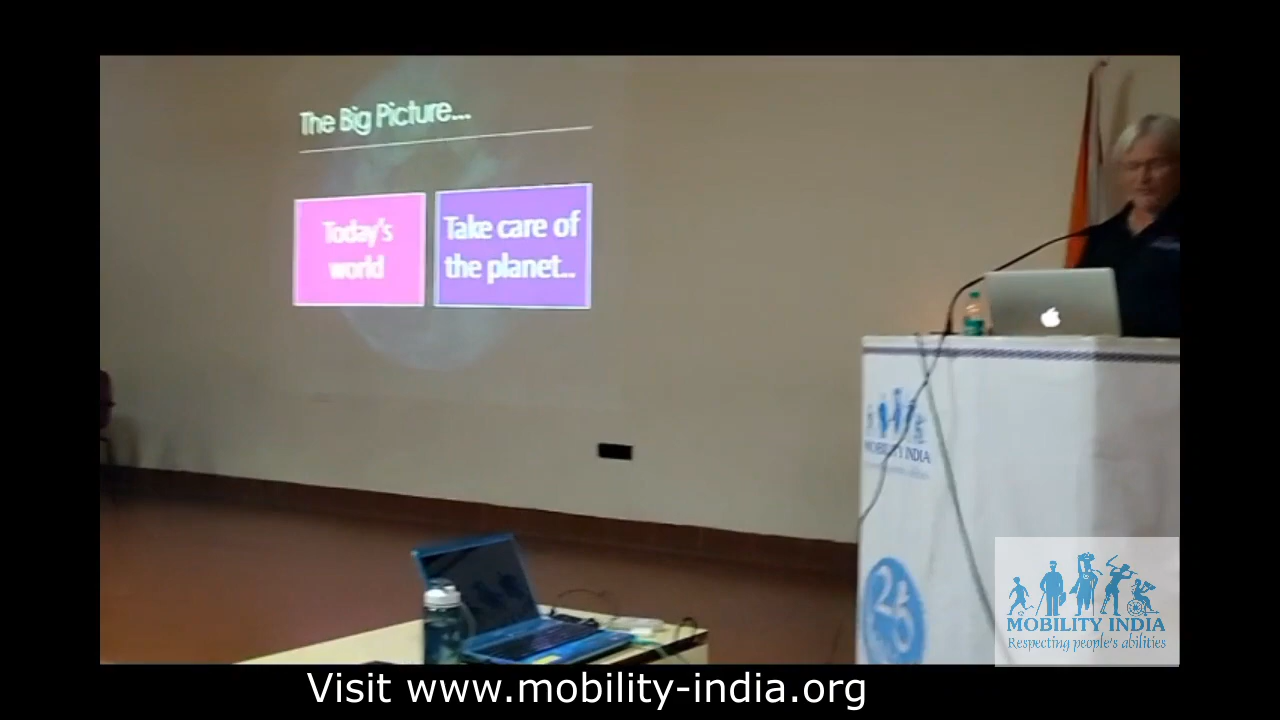 The Big Picture...
Today's
world
Take care of
the planet..
MOBILITY INDIA
MOBILITY INDIA
Respecting people's abilities
Visit www.mobility-india.org